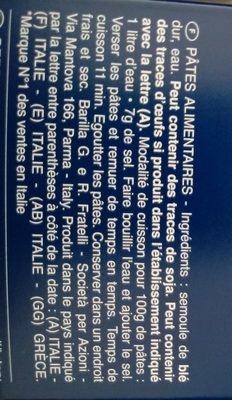 (F) PÂTES ALIMENTAIRES - Ingrédients : semoule de blé
dur, eau. Peut contenir des traces de soja. Peut contenir
des traces d'œufs si produit dans l'établissement indiqué
avec la lettre (A). Modalité de cuisson pour 100g de pâtes :
1 litre d'eau • 7g de sel. Faire bouillir l'eau et ajouter le sel.
Verser les pâtes et remuer de temps en temps. Temps de
cuisson 11 min. Egoutter les pâtes. Conserver dans un endroit
frais et sec. Barilla G. e R. Fratelli - Società per Azioni -
Via Mantova 166, Parma - Italy. Produit dans le pays indiqué
par la lettre entre parenthèses à côté de la date : (A) ITALIE -
(F) ITALIE - (E) ITALIE - (AB) ITALIE - (GG) GRÈCE.
*Marque N°1 des ventes en Italie